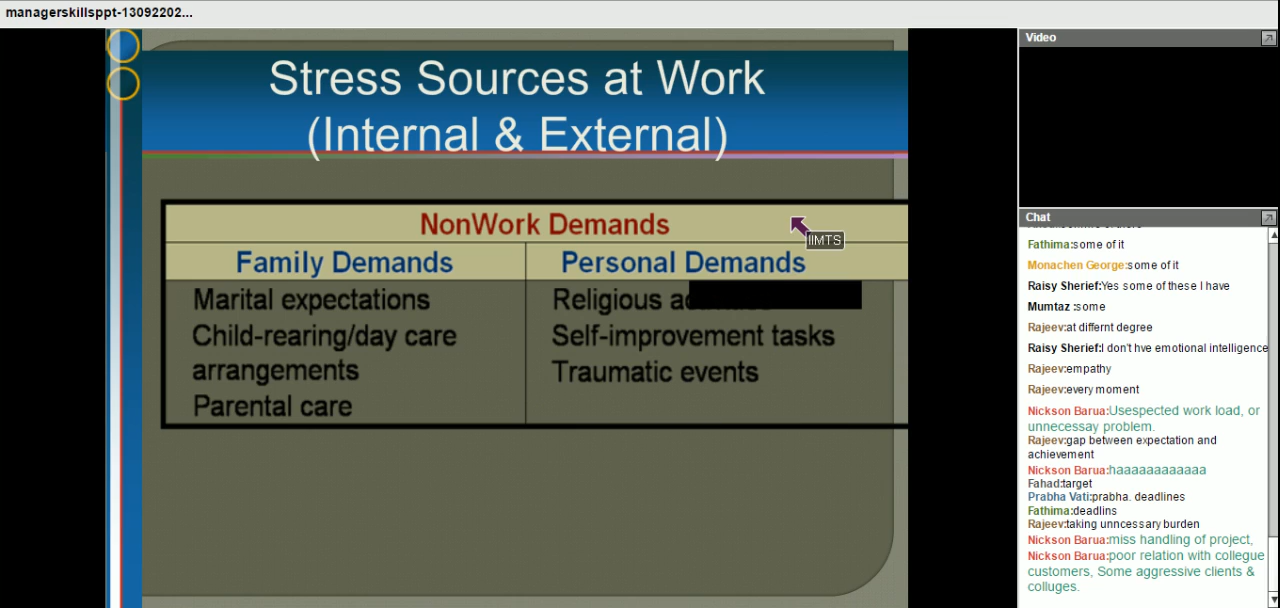 managerskillsppt-13092202...
Stress Sources at Work
(Internal & External)
NonWork Demands
IIMTS
Family Demands
Personal Demands
Marital expectations
Religious
Child-rearing/day care
Self-improvement tasks
arrangements
Traumatic events
Parental care
Video
Chat
Fathima:some of it
Monachen George:some of it
Raisy Sherief:Yes some of these I have
Mumtaz :some
Rajeev:at differnt degree
Raisy Sherief:I don't hve emotional intelligence
Rajeev:empathy
Rajeev:every moment
Nickson Barua:Usespected work load, or
unnecessay problem.
Rajeev:gap between expectation and
achievement
Nickson Barua:haaaaaaaaaaaa
Fahad:target
Prabha Vati:prabha. deadlines
Fathima:deadlins
Rajeev:taking unncessary burden
Nickson Barua:miss handling of project,
Nickson Barua:poor relation with collegue
customers, Some aggressive clients &
colluges.